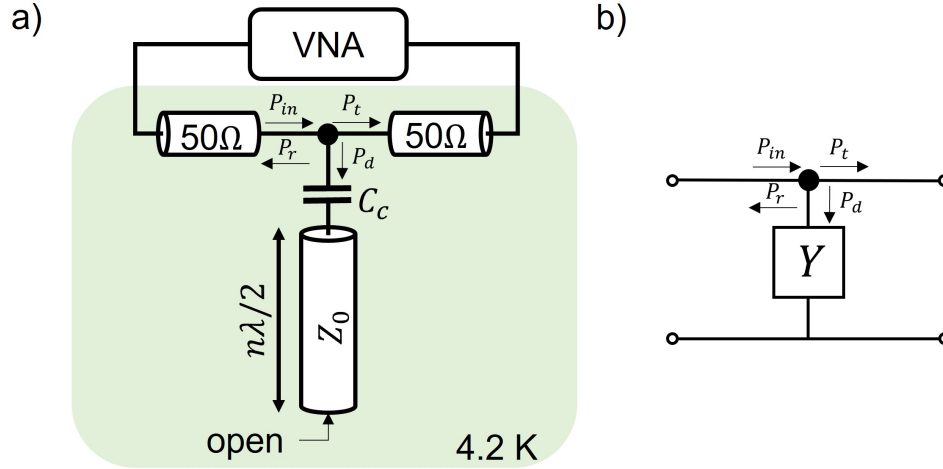 a)
VNA
50Ω
P_in
P_t
50Ω
P_r
P_d
C_c
nλ/2
Z_0
open
4.2 K
b)
P_in
P_t
P_r
P_d
Y